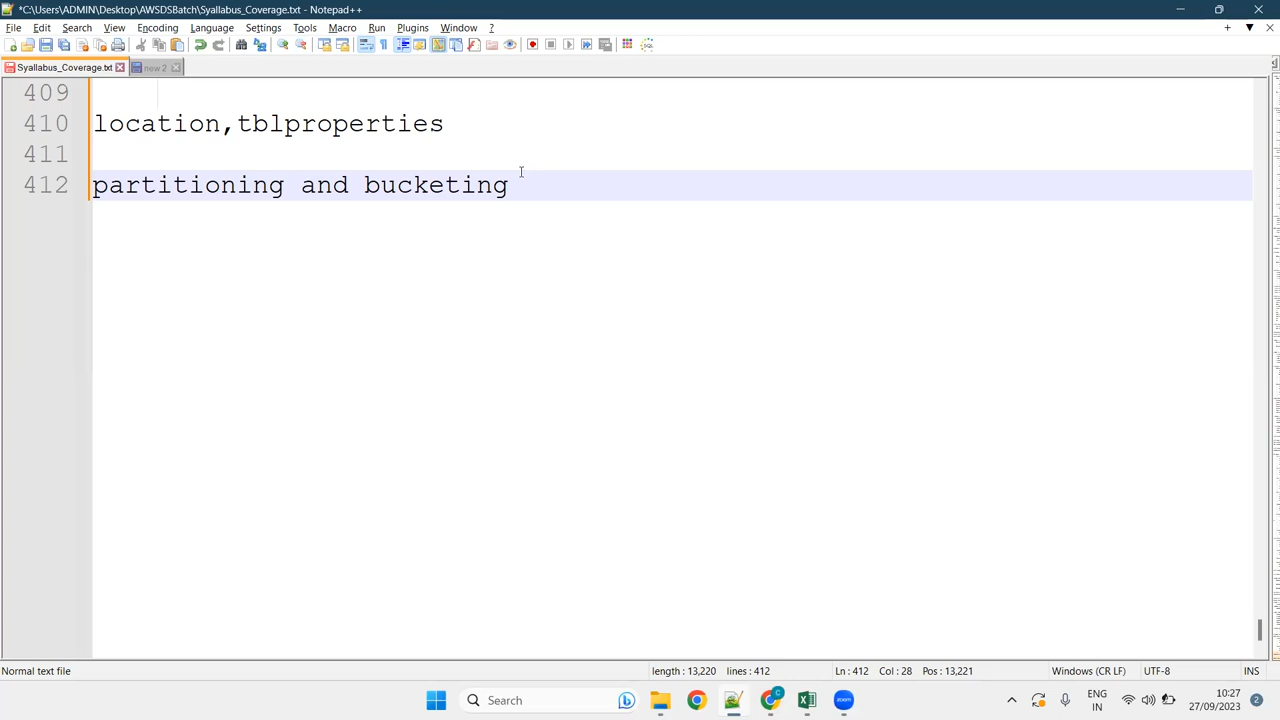 *C:\Users\ADMIN\Desktop\AWSDSBatch\Syallabus_Coverage.txt - Notepad++
File Edit Search View Encoding Language Settings Tools Macro Run Plugins Window ?
Syallabus_Coverage.txt new 2
409
410 location,tblproperties
411
412 partitioning and bucketing
Normal text file length : 13,220 lines : 412 Ln : 412 Col : 28 Pos : 13,221 Windows (CR LF) UTF-8 INS
Search ENG IN 10:27 27/09/2023 2
zoom